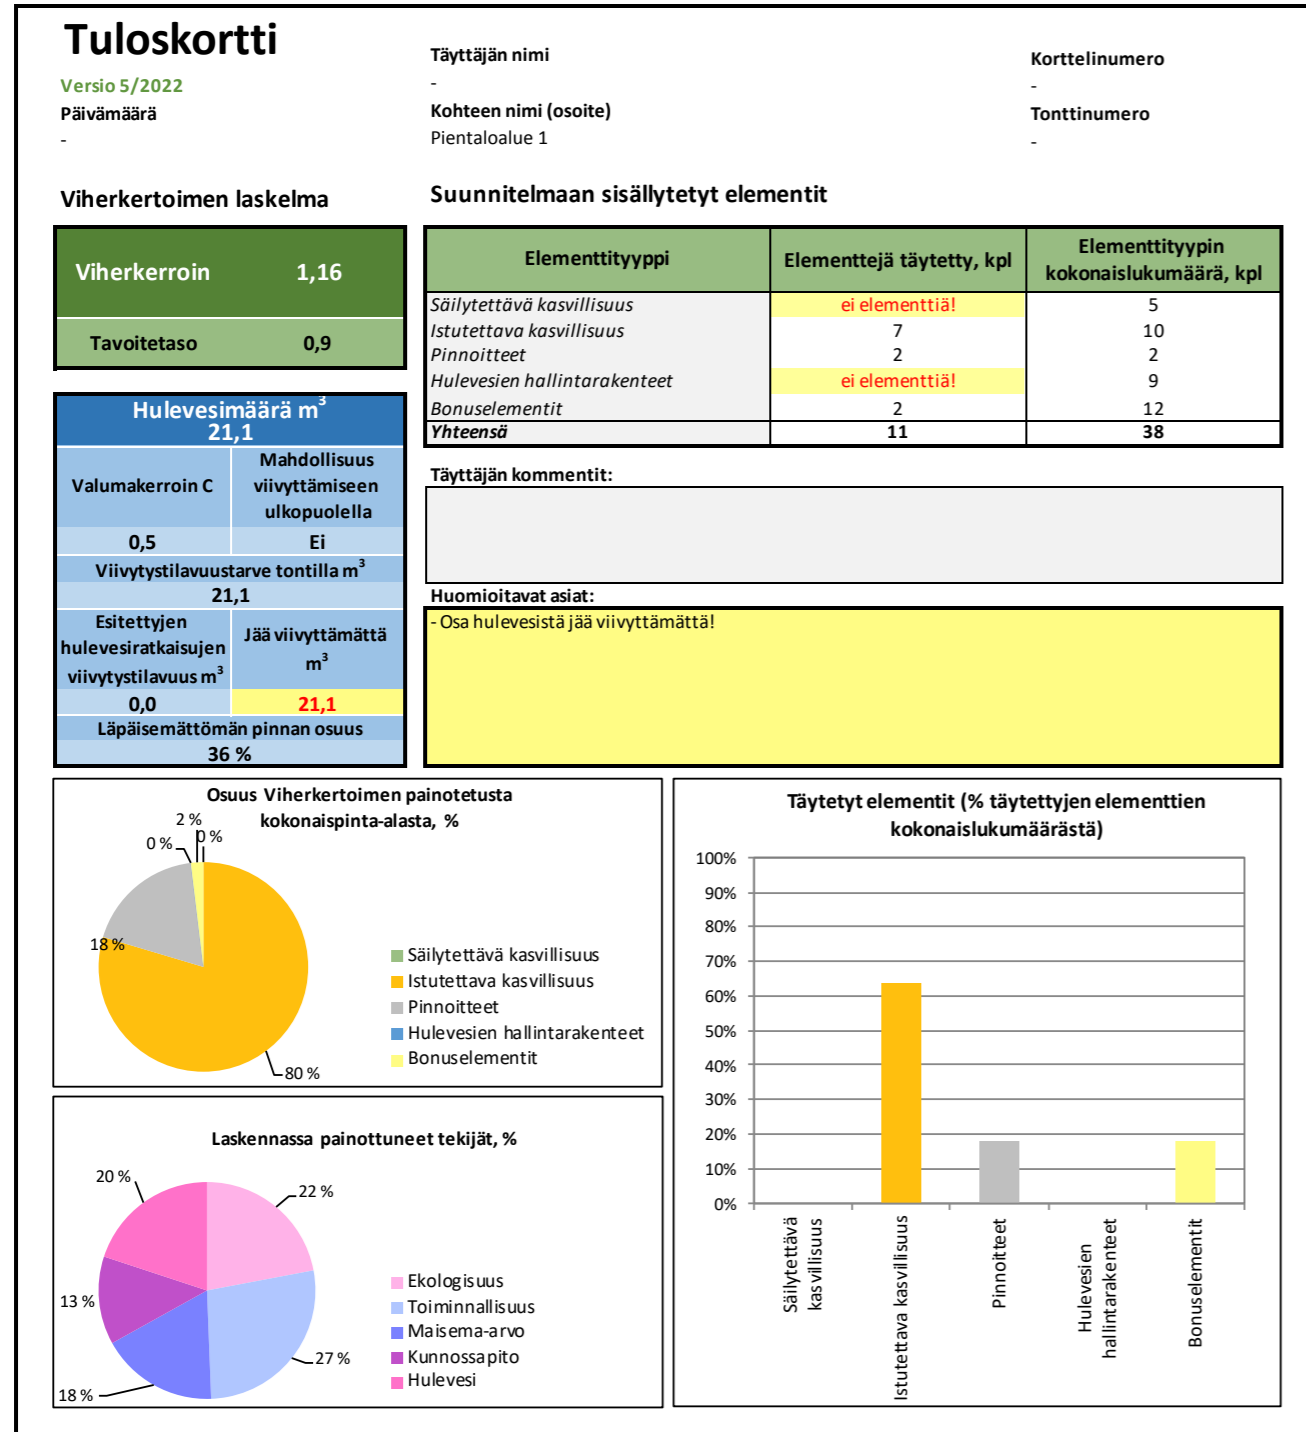 Tuloskortti
Versio 5/2022
Päivämäärä
-
Täyttäjän nimi
-
Kohteen nimi (osoite)
Pientaloalue 1
Korttelinumero
-
Tonttinumero
-
Viherkertoimen laskelma
Viherkerroin 1,16
Tavoitetaso 0,9
Suunnitelmaan sisällytetyt elementit
Elementtityyppi Elementtejä täytetty, kpl Elementtityypin
kokonaislukumäärä, kpl
Säilytettävä kasvillisuus ei elementtiä! 5
Istutettava kasvillisuus 7 10
Pinnoitteet 2 2
Hulevesien hallintarakenteet ei elementtiä! 9
Bonuselementit 2 12
Yhteensä 11 38
Hulevesimäärä m³
21,1
Valumakerroin C
Mahdollisuus
viivyttämiseen
ulkopuolella
0,5 Ei
Viivytystilavuustarve tontilla m³
21,1
Esitettyjen
hulevesiratkaisujen
viivytystilavuus m³
Jää viivyttämättä
m³
0,0 21,1
Läpäisemättömän pinnan osuus
36 %
Täyttäjän kommentit:
Huomioitavat asiat:
- Osa hulevesistä jää viivyttämättä!
Osuus Viherkertoimen painotetusta
kokonaispinta-alasta, %
2 %
0 %
0 %
18 %
80 %
Säilytettävä kasvillisuus
Istutettava kasvillisuus
Pinnoitteet
Hulevesien hallintarakenteet
Bonuselementit
Laskennassa painottuneet tekijät, %
20 %
22 %
13 %
27 %
18 %
Ekologisuus
Toiminnallisuus
Maisema-arvo
Kunnossapito
Hulevesi
Täytetyt elementit (% täytettyjen elementtien
kokonaislukumäärästä)
100%
90%
80%
70%
60%
50%
40%
30%
20%
10%
0%
Säilytettävä
kasvillisuus
Istutettava kasvillisuus
Pinnoitteet
Hulevesien
hallintarakenteet
Bonuselementit